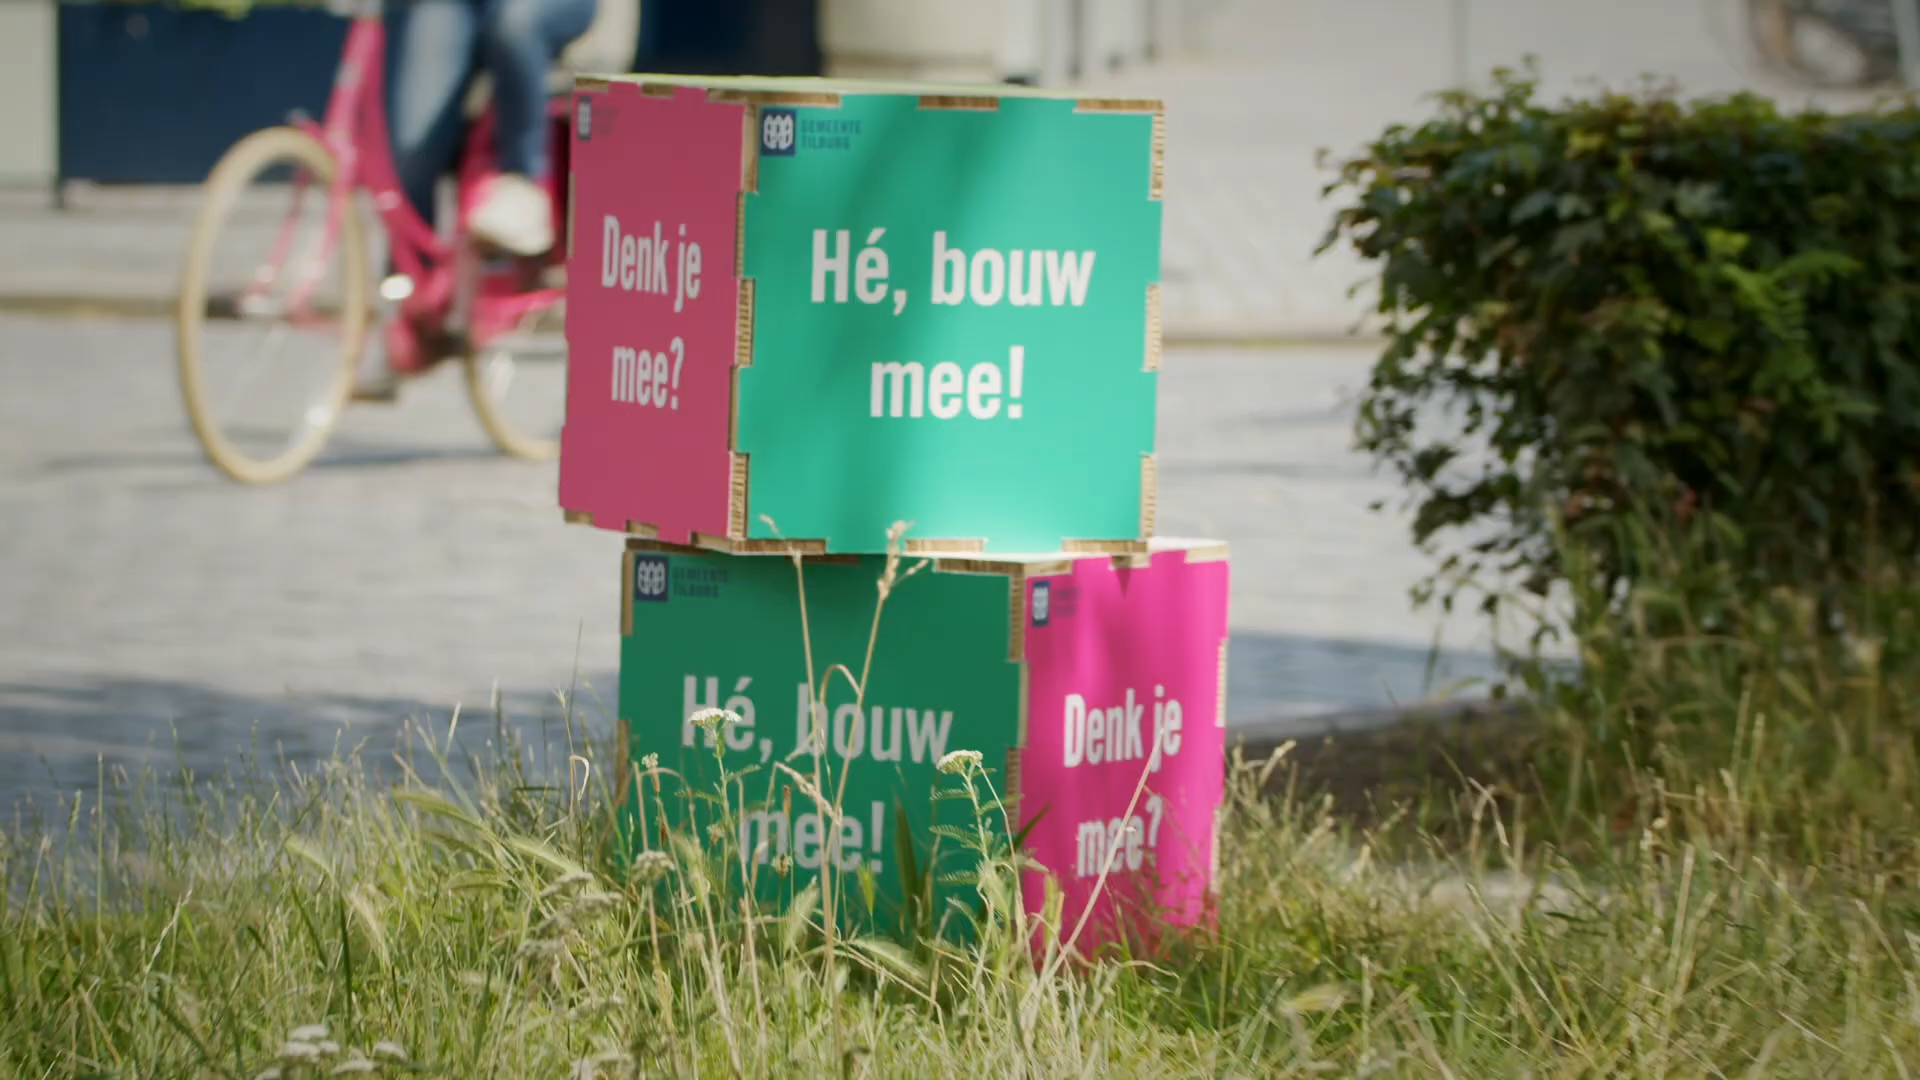 GEMEENTE
TILBURG
Denk je
mee?
Hé, bouw
mee!
GEMEENTE
TILBURG
Hé, bouw
mee!
Denk je
mee?